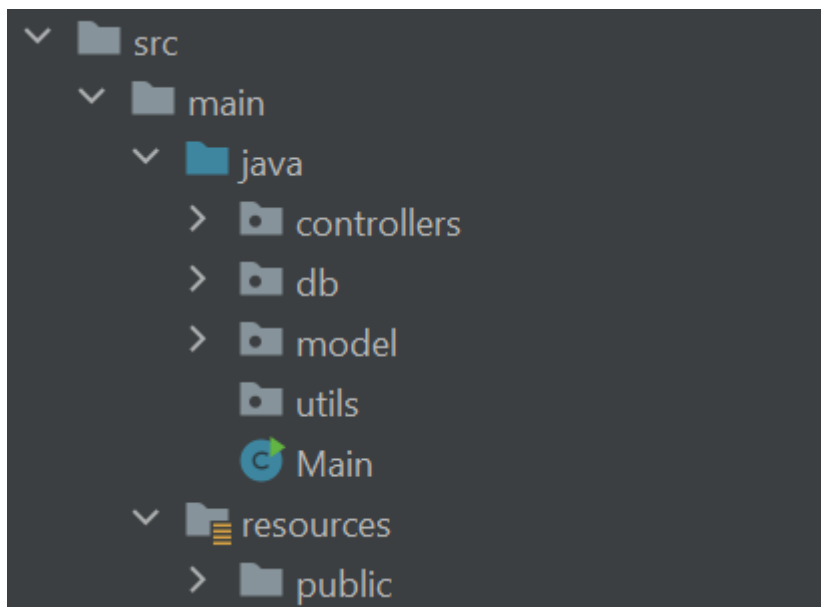 src
main
java
controllers
db
model
utils
Main
resources
public